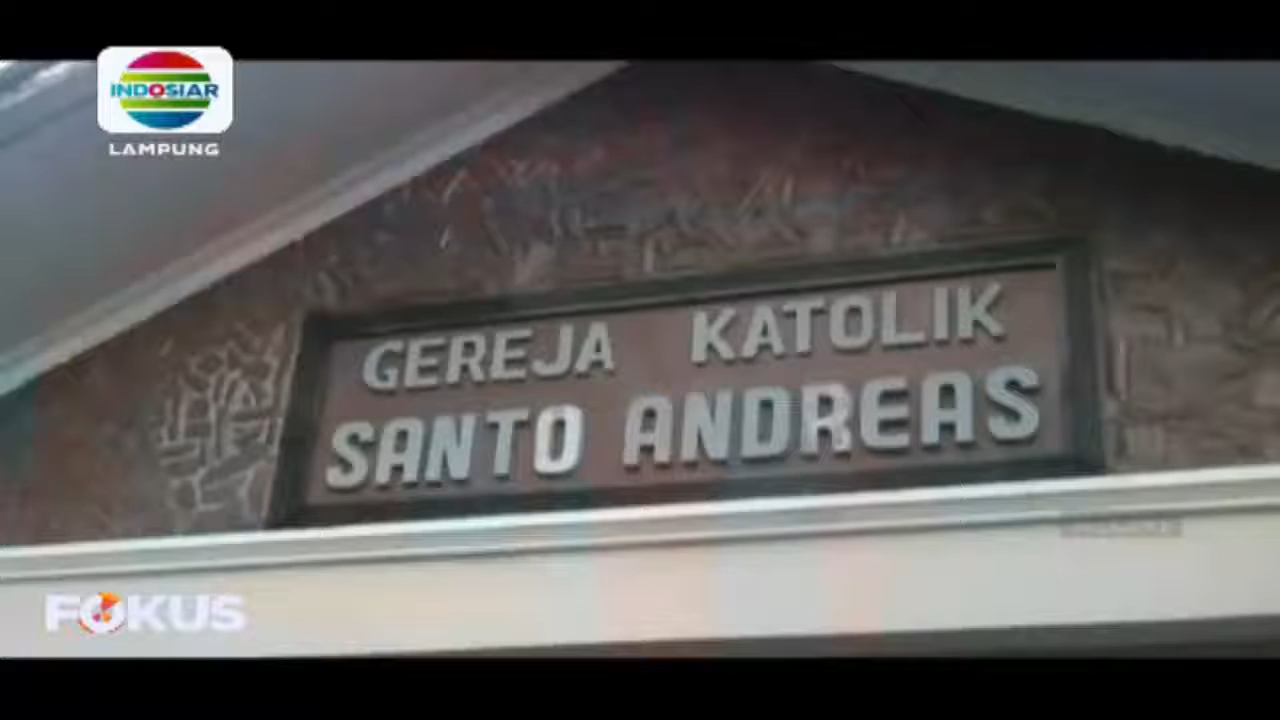 INDOSIAR
LAMPUNG
GEREJA KATOLIK
SANTO ANDREAS
FOKUS